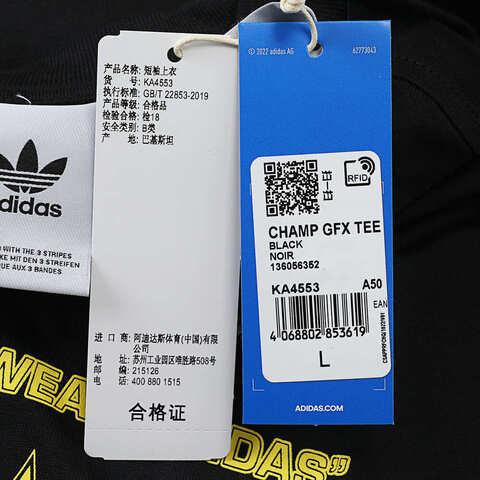 产品名称: 短袖上衣
货 号: KA4553
执行标准: GB/T 22853-2019
产品等级: 合格品
检验合格: 检18
安全类别: B类
产 地: 巴基斯坦
进 口 商: 阿迪达斯体育(中国)有限
公司
地 址: 苏州工业园区唯胜路508号
邮 编: 215126
电 话: 400 880 1515
合格证
© 2022 adidas AG
62773043
RFID
CHAMP GFX TEE
BLACK
NOIR
136056352
KA4553 A50
EAN
4 068802 853619
L
ADIDAS.COM
adidas
WITH THE 3 STRIPES
KE MIT DEN 3 STREIFEN
QUE AUX 3 BANDES
WEA
IDAS”